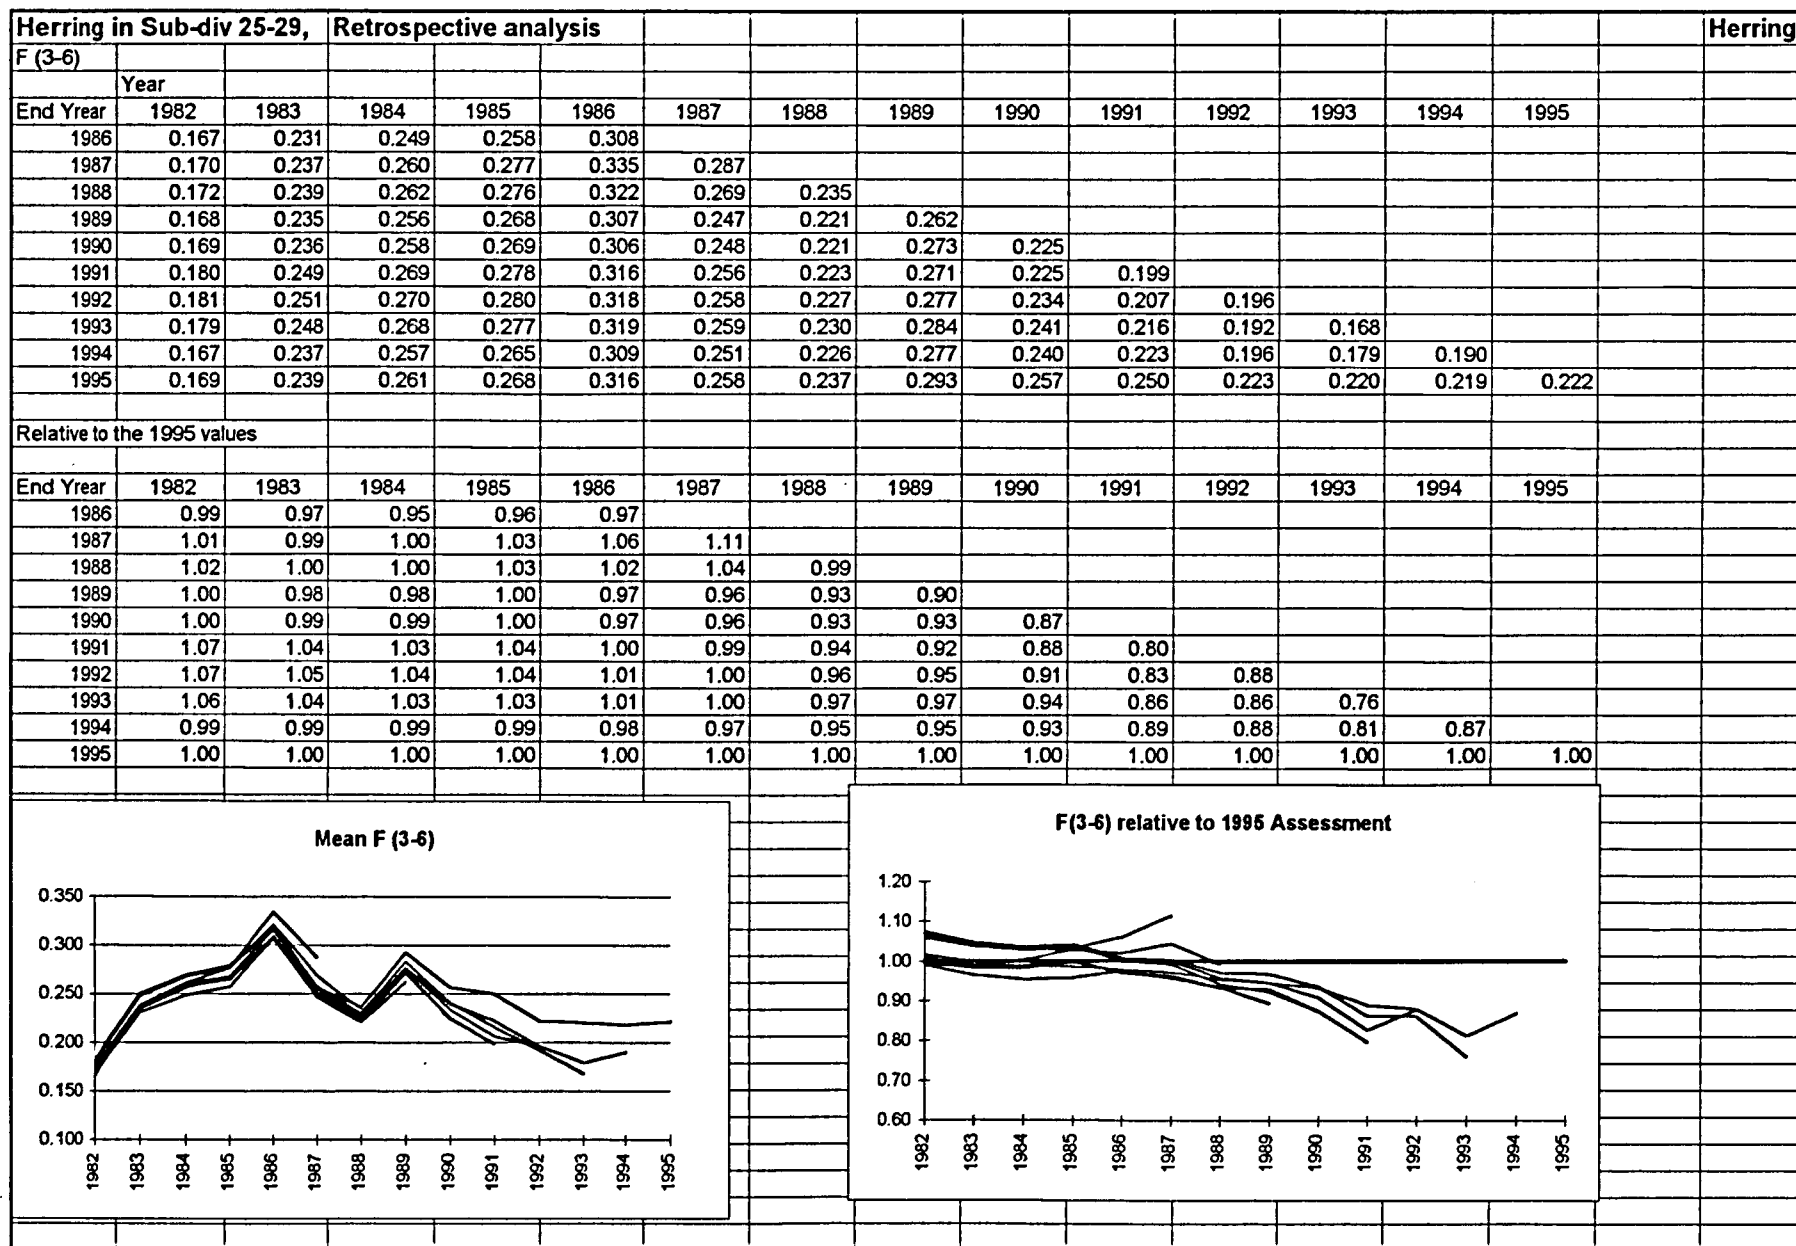 Herring in Sub-div 25-29, Retrospective analysis Herring
F (3-6)
Year
End Yrear 1982 1983 1984 1985 1986 1987 1988 1989 1990 1991 1992 1993 1994 1995
1986 0.167 0.231 0.249 0.258 0.308
1987 0.170 0.237 0.260 0.277 0.335 0.287
1988 0.172 0.239 0.262 0.276 0.322 0.269 0.235
1989 0.168 0.235 0.256 0.268 0.307 0.247 0.221 0.262
1990 0.169 0.236 0.258 0.269 0.306 0.248 0.221 0.273 0.225
1991 0.180 0.249 0.269 0.278 0.316 0.256 0.223 0.271 0.225 0.199
1992 0.181 0.251 0.270 0.280 0.318 0.258 0.227 0.277 0.234 0.207 0.196
1993 0.179 0.248 0.268 0.277 0.319 0.259 0.230 0.284 0.241 0.216 0.192 0.168
1994 0.167 0.237 0.257 0.265 0.309 0.251 0.226 0.277 0.240 0.223 0.196 0.179 0.190
1995 0.169 0.239 0.261 0.268 0.316 0.258 0.237 0.293 0.257 0.250 0.223 0.220 0.219 0.222
Relative to the 1995 values
End Yrear 1982 1983 1984 1985 1986 1987 1988 1989 1990 1991 1992 1993 1994 1995
1986 0.99 0.97 0.95 0.96 0.97
1987 1.01 0.99 1.00 1.03 1.06 1.11
1988 1.02 1.00 1.00 1.03 1.02 1.04 0.99
1989 1.00 0.98 0.98 1.00 0.97 0.96 0.93 0.90
1990 1.00 0.99 0.99 1.00 0.97 0.96 0.93 0.93 0.87
1991 1.07 1.04 1.03 1.04 1.00 0.99 0.94 0.92 0.88 0.80
1992 1.07 1.05 1.04 1.04 1.01 1.00 0.96 0.95 0.91 0.83 0.88
1993 1.06 1.04 1.03 1.03 1.01 1.00 0.97 0.97 0.94 0.86 0.86 0.76
1994 0.99 0.99 0.99 0.99 0.98 0.97 0.95 0.95 0.93 0.89 0.88 0.81 0.87
1995 1.00 1.00 1.00 1.00 1.00 1.00 1.00 1.00 1.00 1.00 1.00 1.00 1.00 1.00
Mean F (3-6)
0.350
0.300
0.250
0.200
0.150
0.100
1982 1983 1984 1985 1986 1987 1988 1989 1990 1991 1992 1993 1994 1995
F(3-6) relative to 1995 Assessment
1.20
1.10
1.00
0.90
0.80
0.70
0.60
1982 1983 1984 1985 1986 1987 1988 1989 1990 1991 1992 1993 1994 1995